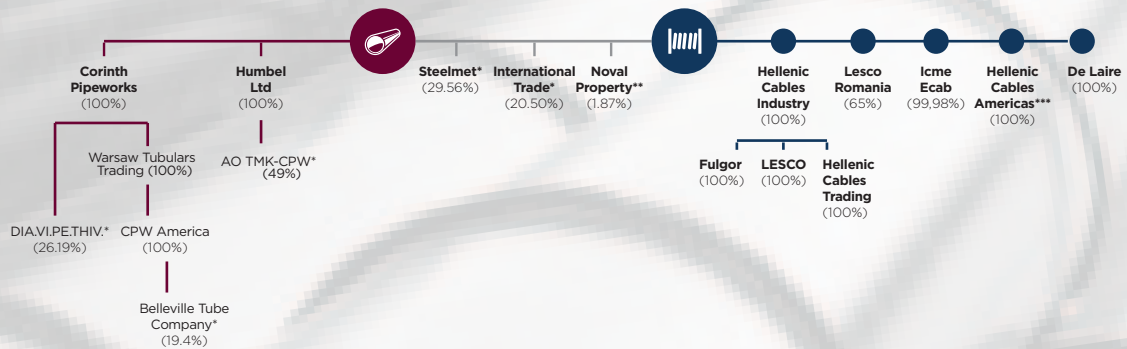 Corinth
Pipeworks
(100%)
Humbel
Ltd
(100%)
Steelmet*
(29.56%)
International
Trade*
(20.50%)
Noval
Property**
(1.87%)
Hellenic
Cables
Industry
(100%)
Lesco
Romania
(65%)
Icme
Ecab
(99,98%)
Hellenic
Cables
Americas***
(100%)
De Laire
(100%)
Warsaw Tubulars
Trading (100%)
AO TMK-CPW*
(49%)
Fulgor
(100%)
LESCO
(100%)
Hellenic
Cables
Trading
(100%)
DIA.VI.PE.THIV.*
(26.19%)
CPW America
(100%)
Belleville Tube
Company*
(19.4%)